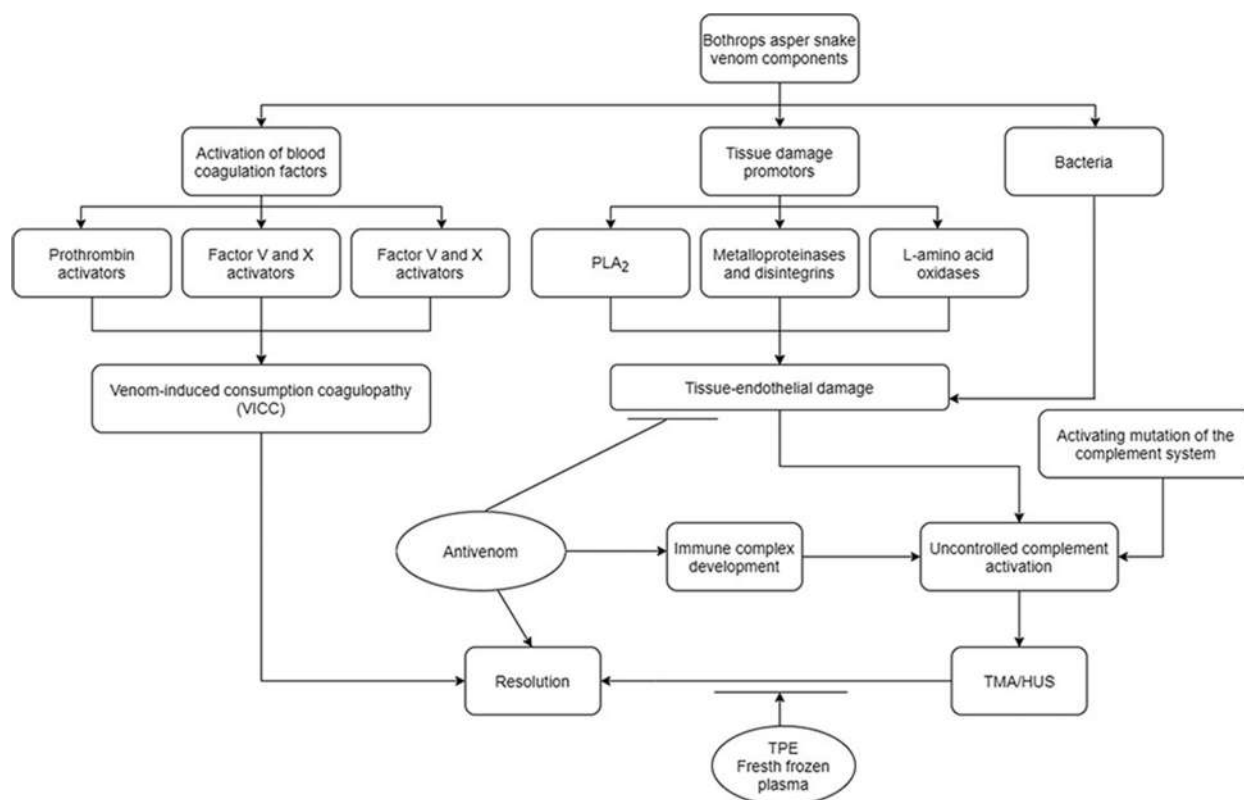 Bothrops asper snake
venom components
Activation of blood
coagulation factors
Tissue damage
promotors
Bacteria
Prothrombin
activators
Factor V and X
activators
Factor V and X
activators
PLA₂
Metalloproteinases
and disintegrins
L-amino acid
oxidases
Venom-induced consumption coagulopathy
(VICC)
Tissue-endothelial damage
Activating mutation of the
complement system
Antivenom
Immune complex
development
Uncontrolled complement
activation
Resolution
TMA/HUS
TPE
Fresth frozen
plasma